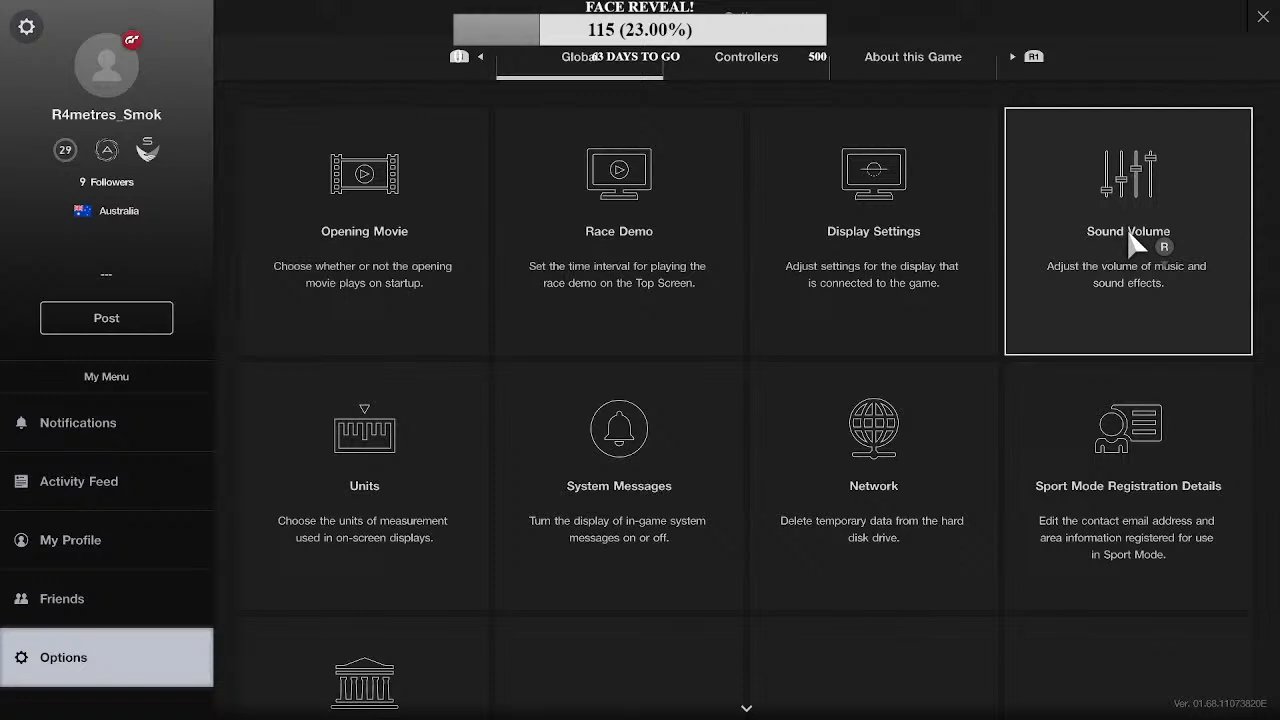 FACE REVEAL!
115 (23.00%)
63 DAYS TO GO
500
Global
Controllers
About this Game
R1
R4metres_Smok
29
A
S
9 Followers
Australia
---
Post
My Menu
Notifications
Activity Feed
My Profile
Friends
Options
Opening Movie
Choose whether or not the opening
movie plays on startup.
Race Demo
Set the time interval for playing the
race demo on the Top Screen.
Display Settings
Adjust settings for the display that
is connected to the game.
Sound Volume
R
Adjust the volume of music and
sound effects.
Units
Choose the units of measurement
used in on-screen displays.
System Messages
Turn the display of in-game system
messages on or off.
Network
Delete temporary data from the hard
disk drive.
Sport Mode Registration Details
Edit the contact email address and
area information registered for use
in Sport Mode.
Ver. 01.68.11073820E